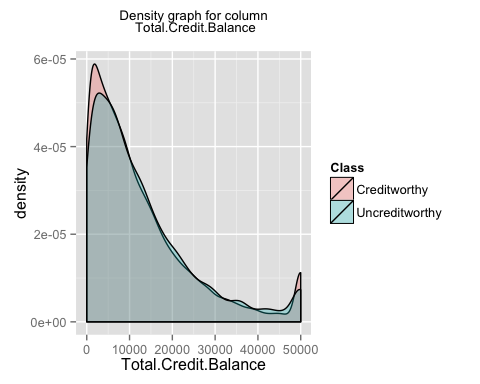 Density graph for column
Total.Credit.Balance
6e-05
4e-05
2e-05
0e+00
density
0
10000
20000
30000
40000
50000
Total.Credit.Balance
Class
Creditworthy
Uncreditworthy